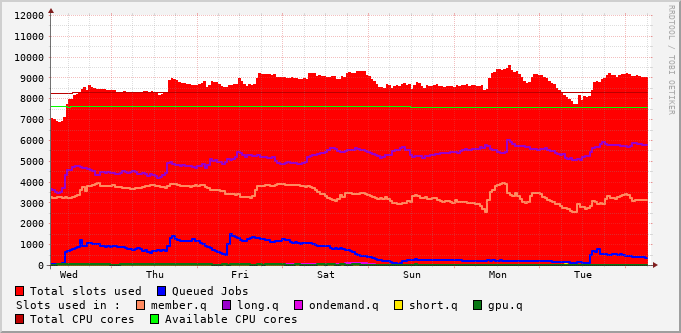 12000
11000
10000
9000
8000
7000
6000
5000
4000
3000
2000
1000
0
Wed Thu Fri Sat Sun Mon Tue
RRDTOOL / TOBI OETIKER
Total slots used Queued Jobs
Slots used in : member.q long.q ondemand.q short.q gpu.q
Total CPU cores Available CPU cores